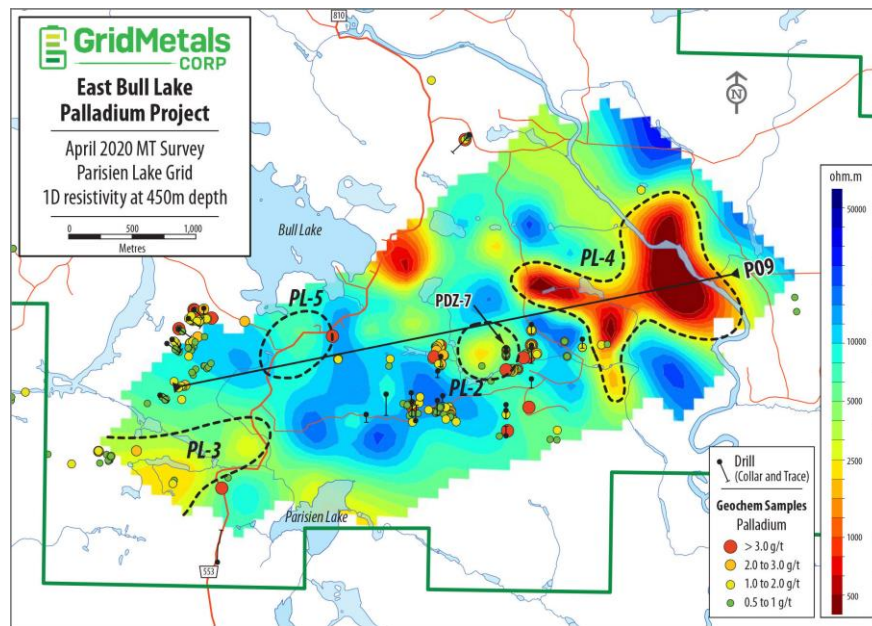 GridMetals
CORP
East Bull Lake
Palladium Project
April 2020 MT Survey
Parisien Lake Grid
1D resistivity at 450m depth
0 500 1,000
Metres
810
N
Bull Lake
PL-4
P09
PL-5
PDZ-7
PL-2
PL-3
Parisien Lake
553
ohm.m
50000
10000
5000
2500
1000
500
Drill
(Collar and Trace)
Geochem Samples
Palladium
> 3.0 g/t
2.0 to 3.0 g/t
1.0 to 2.0 g/t
0.5 to 1 g/t